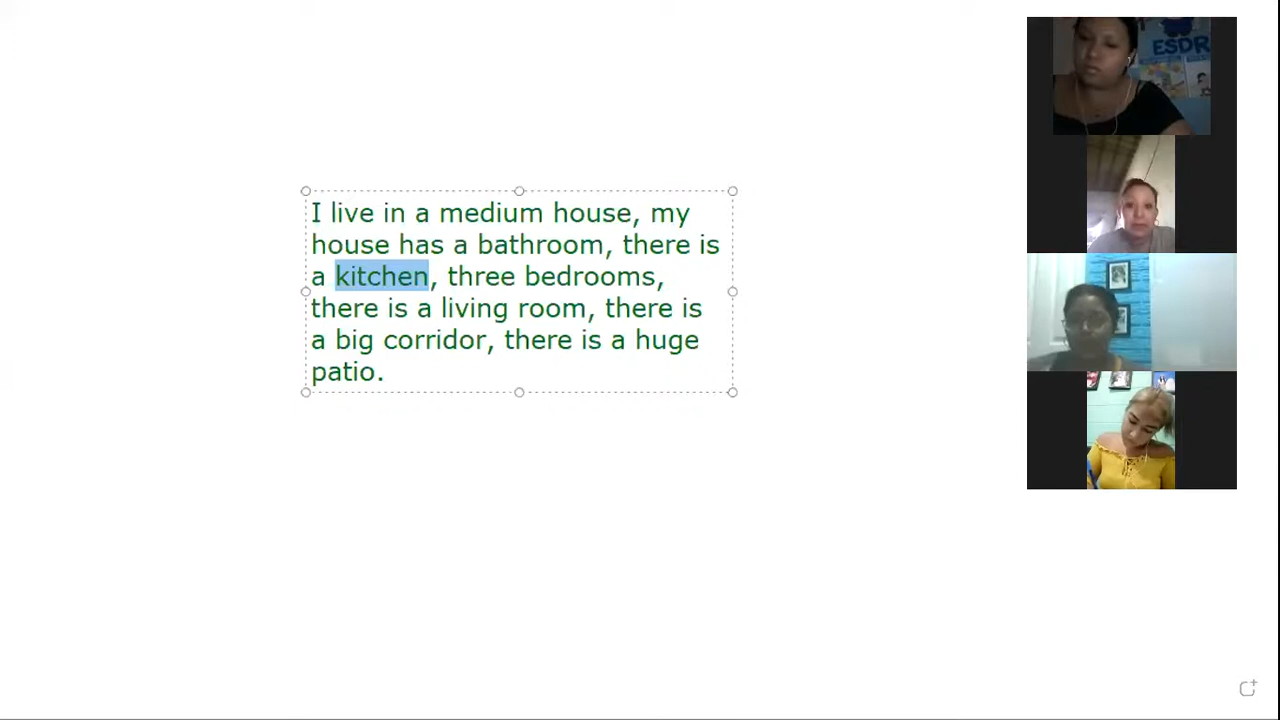 I live in a medium house, my
house has a bathroom, there is
a kitchen, three bedrooms,
there is a living room, there is
a big corridor, there is a huge
patio.
ESDR